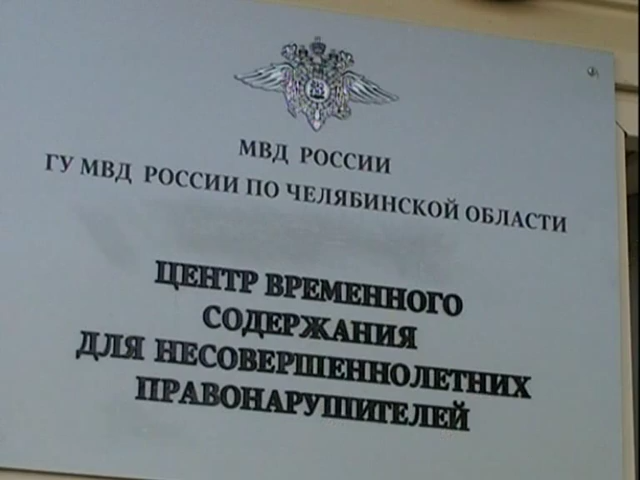 МВД РОССИИ
ГУ МВД РОССИИ ПО ЧЕЛЯБИНСКОЙ ОБЛАСТИ
ЦЕНТР ВРЕМЕННОГО
СОДЕРЖАНИЯ
ДЛЯ НЕСОВЕРШЕННОЛЕТНИХ
ПРАВОНАРУШИТЕЛЕЙ